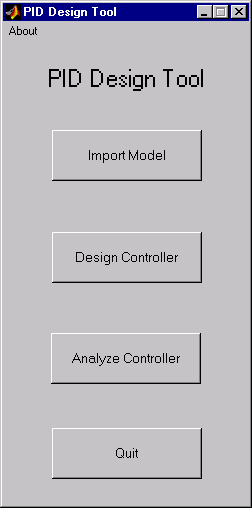 PID Design Tool
About
PID Design Tool
Import Model
Design Controller
Analyze Controller
Quit